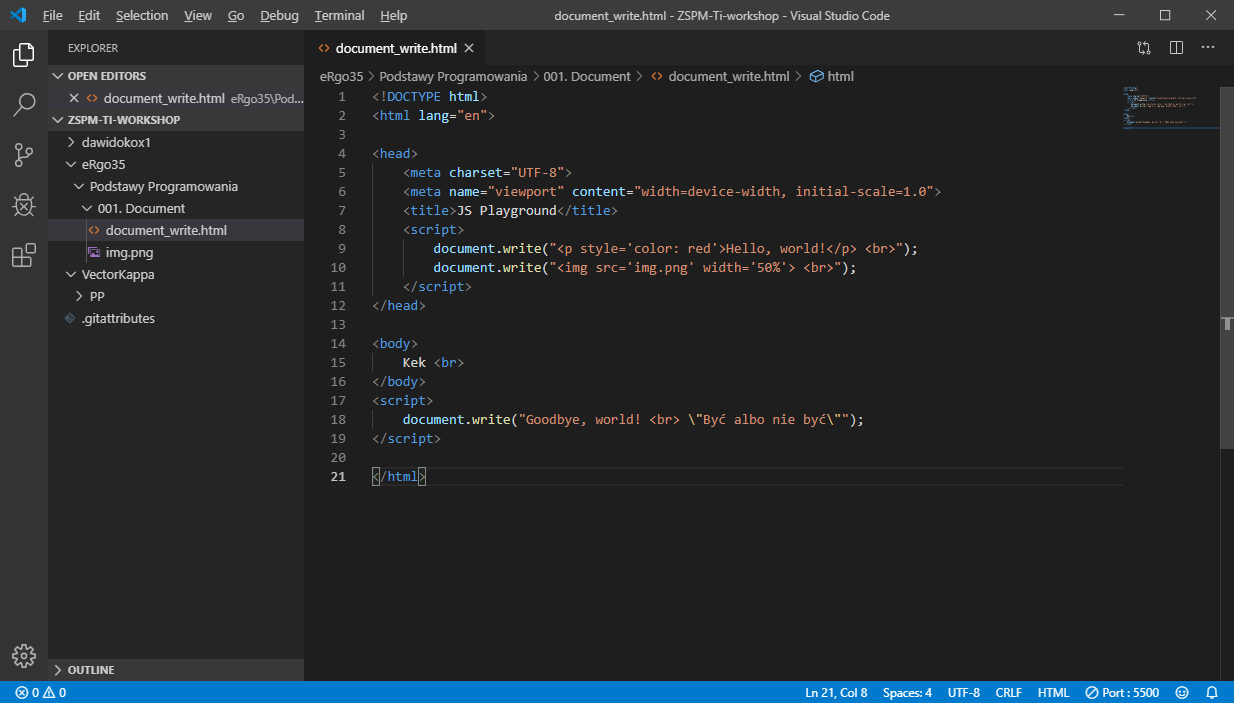 File Edit Selection View Go Debug Terminal Help document_write.html - ZSPM-Ti-workshop - Visual Studio Code
EXPLORER
OPEN EDITORS
document_write.html eRgo35\Pod...
ZSPM-TI-WORKSHOP
dawidokox1
eRgo35
Podstawy Programowania
001. Document
document_write.html
img.png
VectorKappa
PP
.gitattributes
OUTLINE
document_write.html
eRgo35 > Podstawy Programowania > 001. Document > document_write.html > html
1 <!DOCTYPE html>
2 <html lang="en">
3
4 <head>
5 <meta charset="UTF-8">
6 <meta name="viewport" content="width=device-width, initial-scale=1.0">
7 <title>JS Playground</title>
8 <script>
9 document.write("<p style='color: red'>Hello, world!</p> <br>");
10 document.write("<img src='img.png' width='50%'> <br>");
11 </script>
12 </head>
13
14 <body>
15 Kek <br>
16 </body>
17 <script>
18 document.write("Goodbye, world! <br> \"Być albo nie być\"");
19 </script>
20
21 </html>
0 0 Ln 21, Col 8 Spaces: 4 UTF-8 CRLF HTML Port : 5500